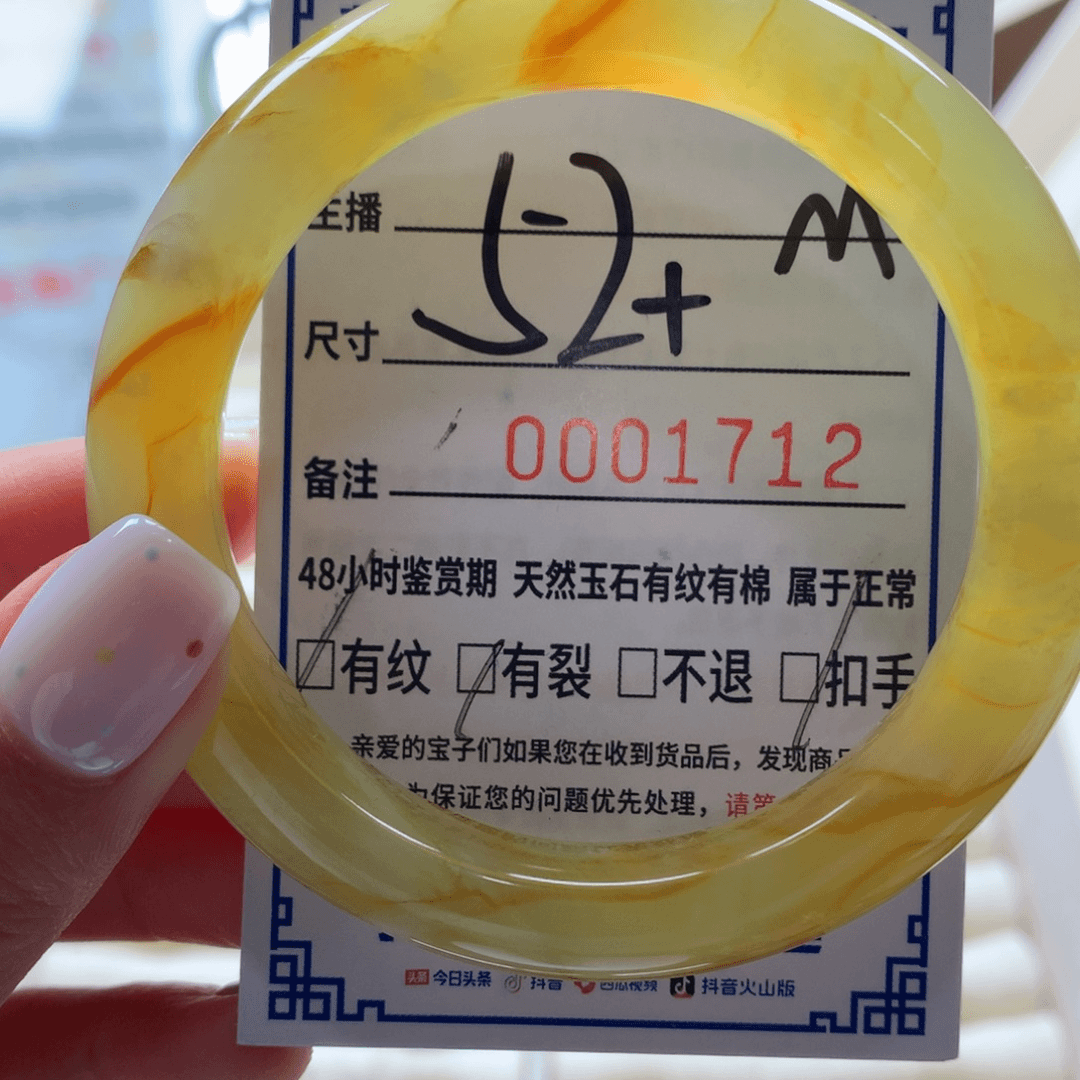 主播 M
尺寸 52+
备注 0001712
48小时鉴赏期 天然玉石有纹有棉 属于正常
□有纹 □有裂 □不退 □扣手
亲爱的宝子们如果您在收到货品后，发现商品
为保证您的问题优先处理，请第
头条 今日头条 抖音 西瓜视频 抖音火山版